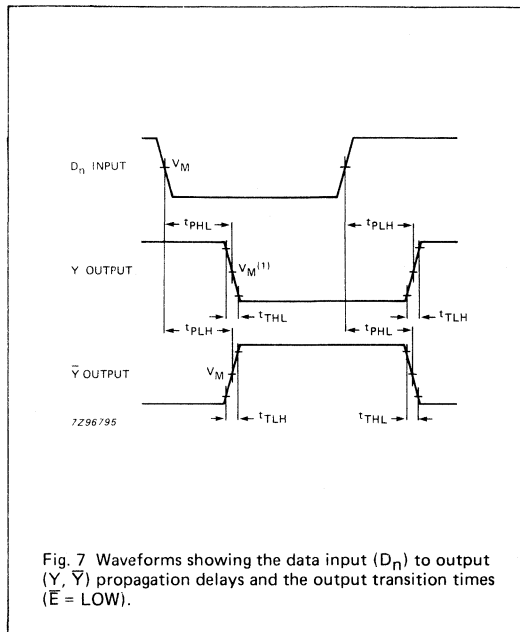 Dn INPUT
VM
tPHL
tPLH
Y OUTPUT
VM(1)
tTHL
tTLH
tPLH
tPHL
Y̅ OUTPUT
VM
tTLH
tTHL
7Z96795
Fig. 7 Waveforms showing the data input (Dn) to output
(Y, Y̅) propagation delays and the output transition times
(E̅ = LOW).